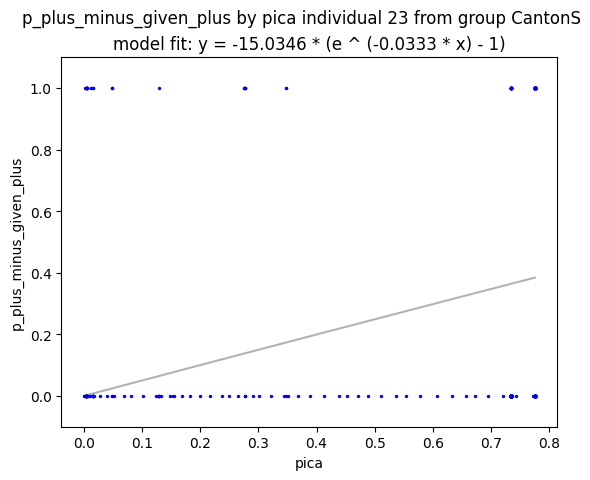 p_plus_minus_given_plus by pica individual 23 from group CantonS
model fit: y = -15.0346 * (e ^ (-0.0333 * x) - 1)
1.0
0.8
0.6
0.4
0.2
0.0
p_plus_minus_given_plus
0.0 0.1 0.2 0.3 0.4 0.5 0.6 0.7 0.8
pica